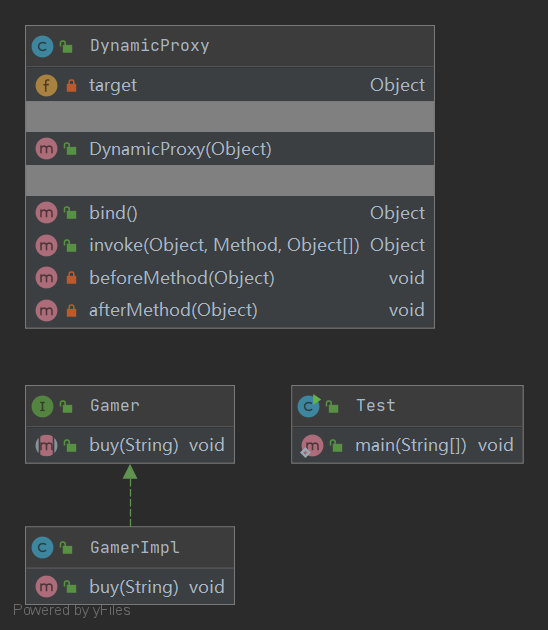 DynamicProxy
target Object
DynamicProxy(Object)
bind() Object
invoke(Object, Method, Object[]) Object
beforeMethod(Object) void
afterMethod(Object) void
Gamer
buy(String) void
Test
main(String[]) void
GamerImpl
buy(String) void
Powered by yFiles